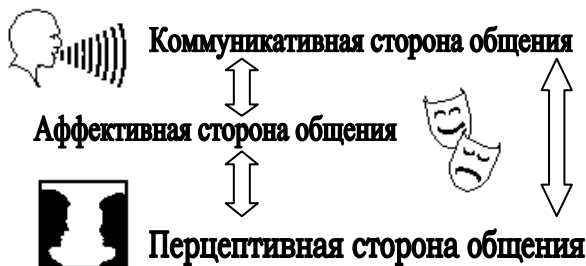 Коммуникативная сторона общения
Аффективная сторона общения
Перцептивная сторона общения